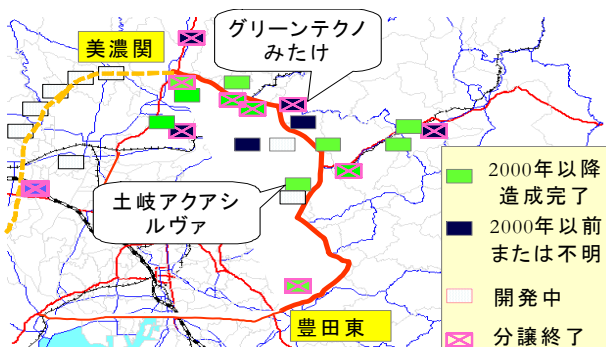 美濃関
グリーンテクノ
みたけ
土岐アクアシ
ルヴァ
豊田東
2000年以降
造成完了
2000年以前
または不明
開発中
分譲終了